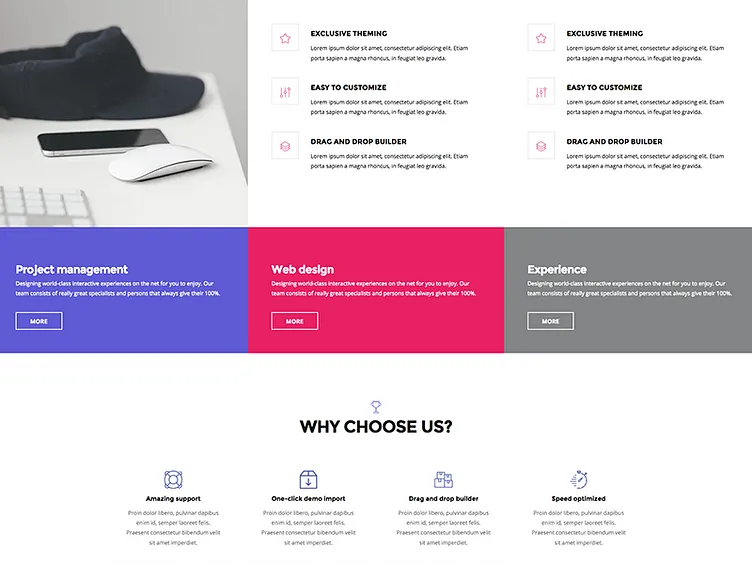 EXCLUSIVE THEMING
Lorem ipsum dolor sit amet, consectetur adipiscing elit. Etiam
porta sapien a magna rhoncus, in feugiat leo gravida.
EASY TO CUSTOMIZE
Lorem ipsum dolor sit amet, consectetur adipiscing elit. Etiam
porta sapien a magna rhoncus, in feugiat leo gravida.
DRAG AND DROP BUILDER
Lorem ipsum dolor sit amet, consectetur adipiscing elit. Etiam
porta sapien a magna rhoncus, in feugiat leo gravida.
EXCLUSIVE THEMING
Lorem ipsum dolor sit amet, consectetur adipiscing elit. Etiam
porta sapien a magna rhoncus, in feugiat leo gravida.
EASY TO CUSTOMIZE
Lorem ipsum dolor sit amet, consectetur adipiscing elit. Etiam
porta sapien a magna rhoncus, in feugiat leo gravida.
DRAG AND DROP BUILDER
Lorem ipsum dolor sit amet, consectetur adipiscing elit. Etiam
porta sapien a magna rhoncus, in feugiat leo gravida.
Project management
Designing world-class interactive experiences on the net for you to enjoy. Our
team consists of really great specialists and persons that always give their 100%.
MORE
Web design
Designing world-class interactive experiences on the net for you to enjoy. Our
team consists of really great specialists and persons that always give their 100%.
MORE
Experience
Designing world-class interactive experiences on the net for you to enjoy. Our
team consists of really great specialists and persons that always give their 100%.
MORE
WHY CHOOSE US?
Amazing support
Proin dolor libero, pulvinar dapibus
enim id, semper laoreet felis.
Praesent consectetur bibendum velit
sit amet imperdiet.
One-click demo import
Proin dolor libero, pulvinar dapibus
enim id, semper laoreet felis.
Praesent consectetur bibendum velit
sit amet imperdiet.
Drag and drop builder
Proin dolor libero, pulvinar dapibus
enim id, semper laoreet felis.
Praesent consectetur bibendum velit
sit amet imperdiet.
Speed optimized
Proin dolor libero, pulvinar dapibus
enim id, semper laoreet felis.
Praesent consectetur bibendum velit
sit amet imperdiet.